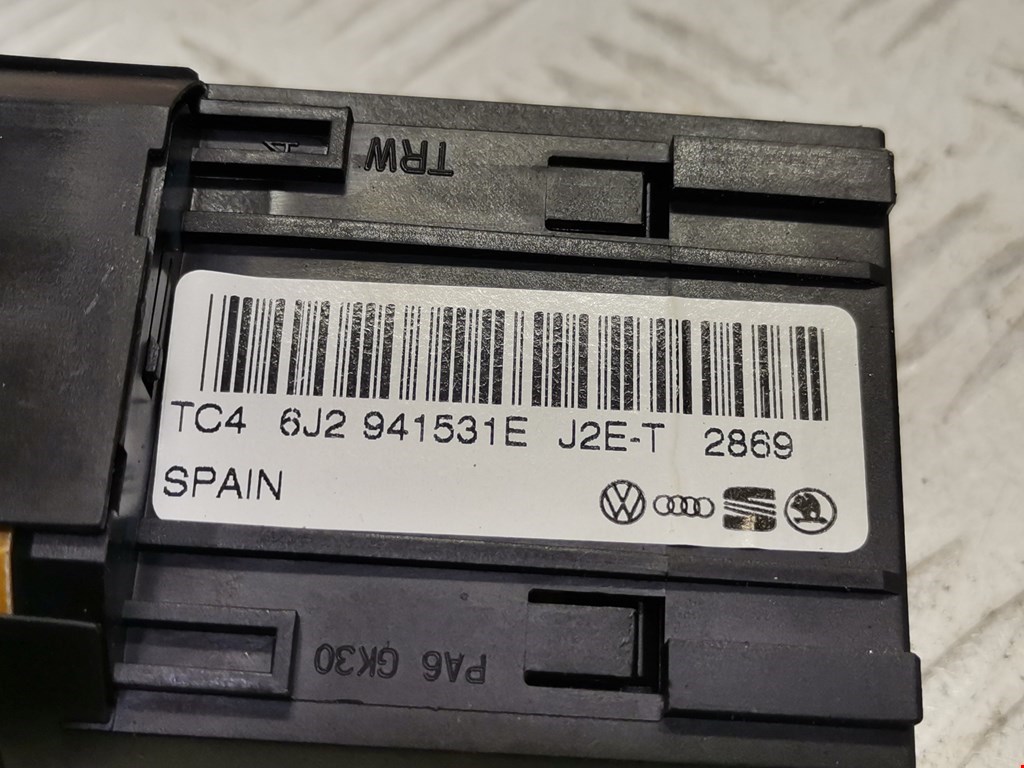 TRW
TC4 6J2 941531E J2E-T 2869
SPAIN
PA6 GK30